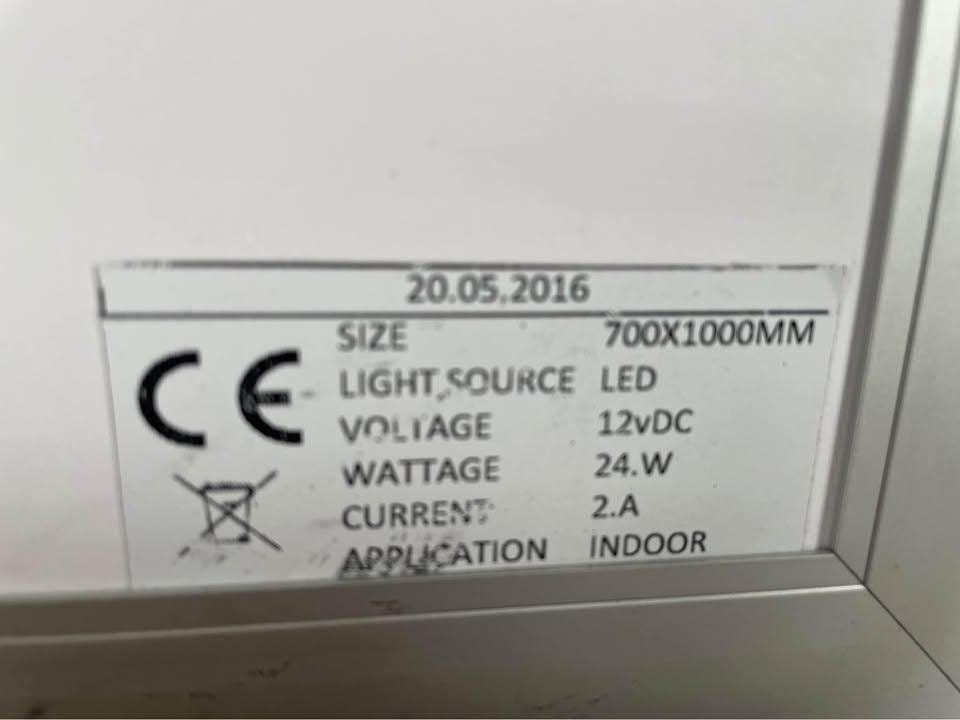 20.05.2016
SIZE 700X1000MM
LIGHT SOURCE LED
VOLTAGE 12vDC
WATTAGE 24.W
CURRENT 2.A
APPLICATION INDOOR
CE